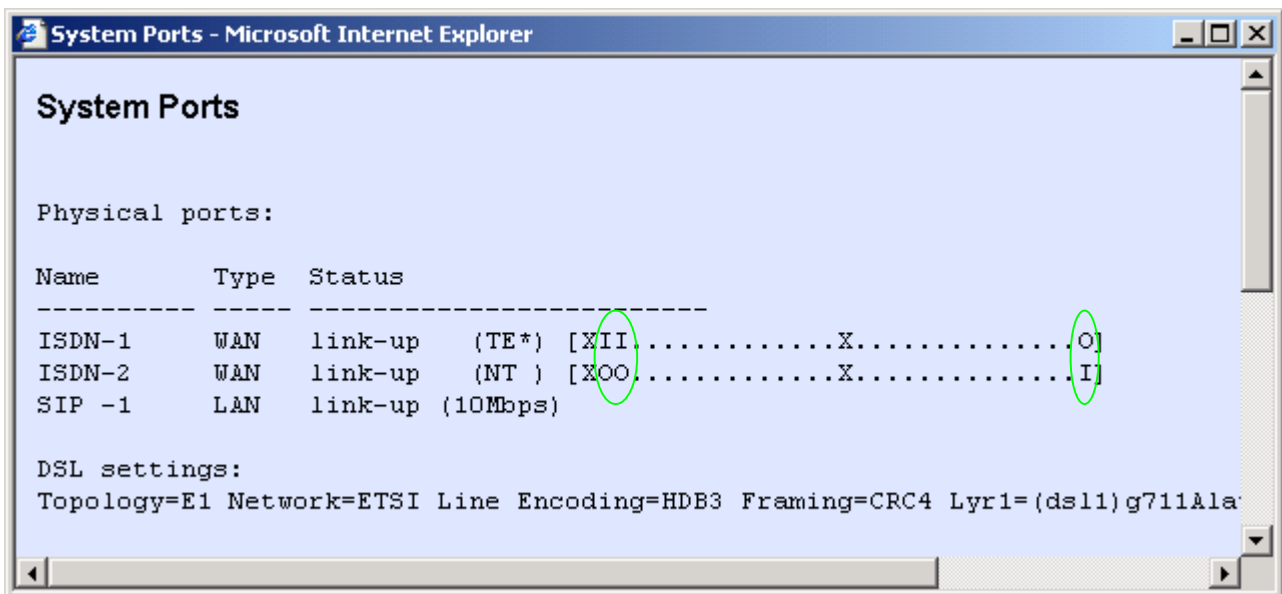 System Ports - Microsoft Internet Explorer
System Ports
Physical ports:
Name       Type  Status
---------- ----- -------------------------
ISDN-1     WAN   link-up   (TE*) [XII.............X..............O]
ISDN-2     WAN   link-up   (NT ) [XOO.............X..............I]
SIP -1     LAN   link-up (10Mbps)
DSL settings:
Topology=E1 Network=ETSI Line Encoding=HDB3 Framing=CRC4 Lyr1=(dsl1)g711Ala